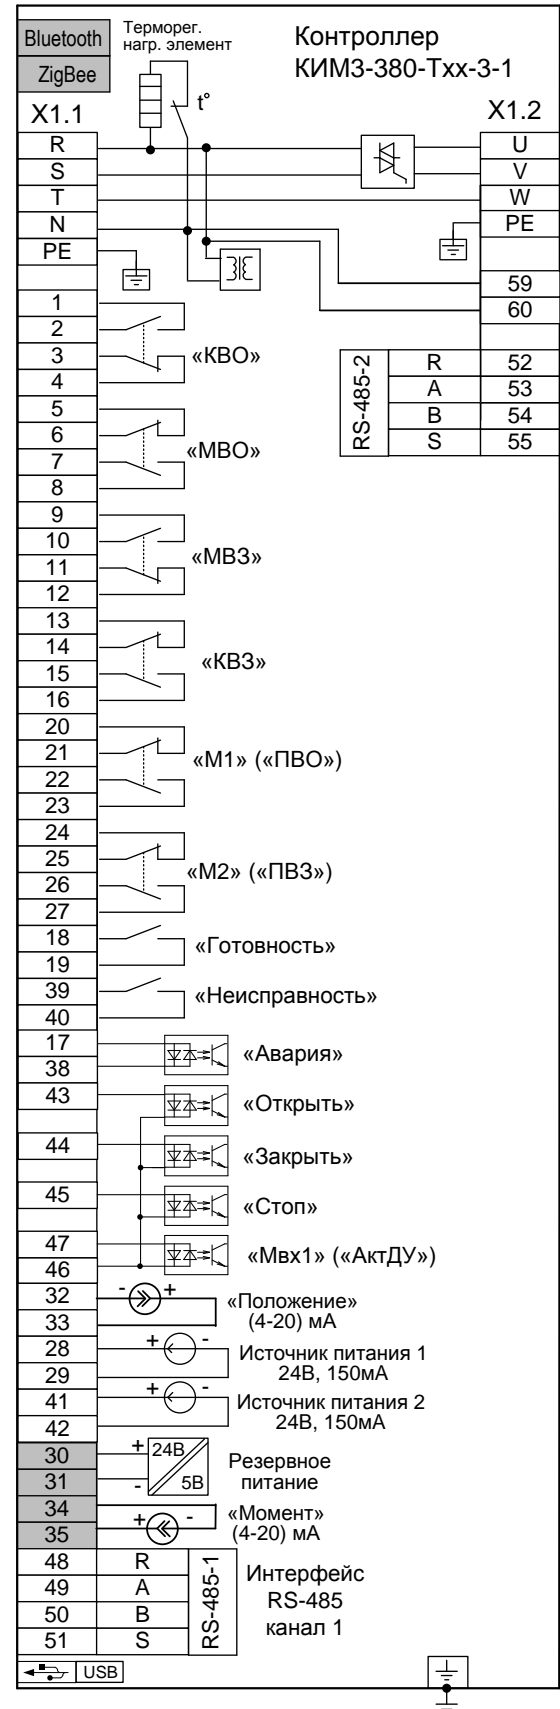 Bluetooth
ZigBee
Терморег.
нагр. элемент
t°
Контроллер
КИМ3-380-Тхх-3-1
X1.1
R
S
T
N
PE
1
2
3
4
«КВО»
5
6
7
8
«МВО»
9
10
11
12
«МВЗ»
13
14
15
16
«КВЗ»
20
21
22
23
«М1» («ПВО»)
24
25
26
27
«М2» («ПВЗ»)
18
19
«Готовность»
39
40
«Неисправность»
17
38
«Авария»
43
«Открыть»
44
«Закрыть»
45
«Стоп»
47
46
«Мвх1» («АктДУ»)
32
33
- +
«Положение»
(4-20) мА
28
29
+ -
Источник питания 1
24В, 150мА
41
42
+ -
Источник питания 2
24В, 150мА
30
31
+
-
24В
5В
Резервное
питание
34
35
+ -
«Момент»
(4-20) мА
48 R
49 A
50 B
51 S
RS-485-1
Интерфейс
RS-485
канал 1
USB
X1.2
U
V
W
PE
59
60
RS-485-2
R 52
A 53
B 54
S 55